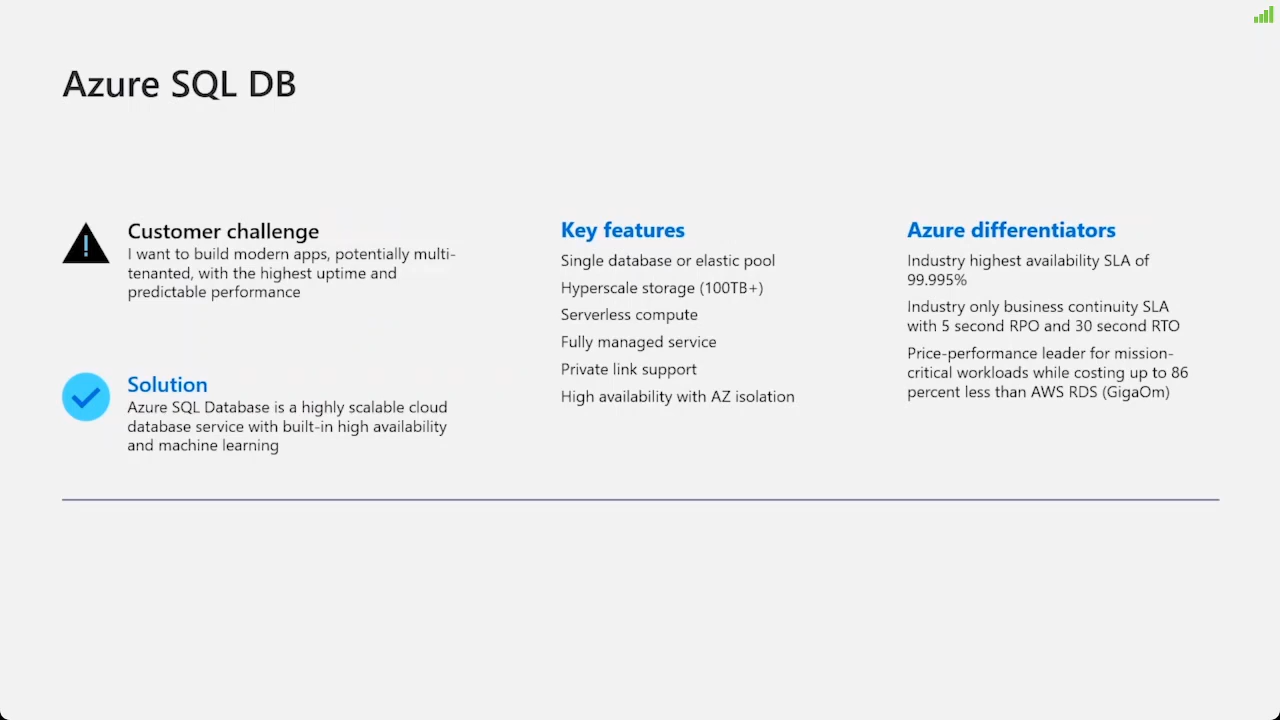 Azure SQL DB
Customer challenge
I want to build modern apps, potentially multi-
tenanted, with the highest uptime and
predictable performance
Solution
Azure SQL Database is a highly scalable cloud
database service with built-in high availability
and machine learning
Key features
Single database or elastic pool
Hyperscale storage (100TB+)
Serverless compute
Fully managed service
Private link support
High availability with AZ isolation
Azure differentiators
Industry highest availability SLA of
99.995%
Industry only business continuity SLA
with 5 second RPO and 30 second RTO
Price-performance leader for mission-
critical workloads while costing up to 86
percent less than AWS RDS (GigaOm)